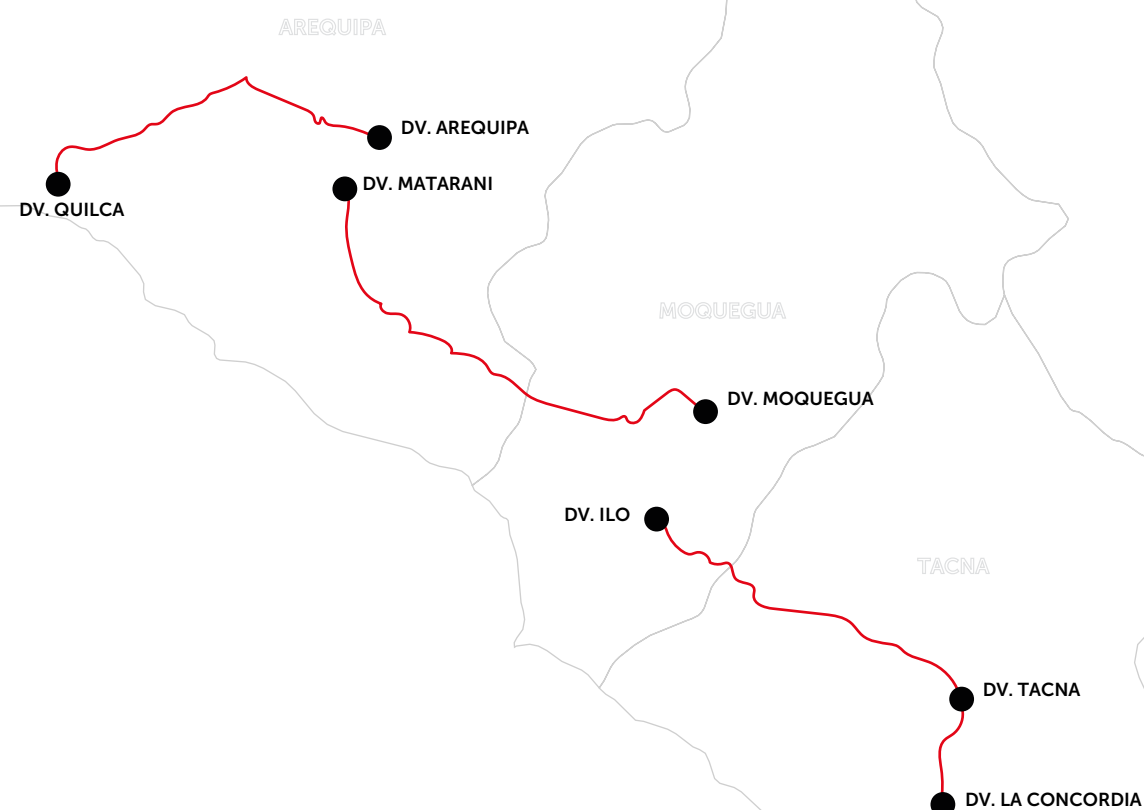 AREQUIPA
DV. AREQUIPA
DV. MATARANI
DV. QUILCA
MOQUEGUA
DV. MOQUEGUA
DV. ILO
TACNA
DV. TACNA
DV. LA CONCORDIA